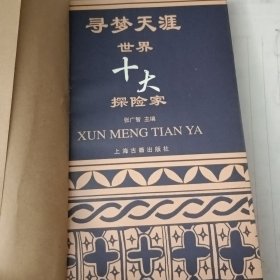 寻梦天涯
世界
十大
探险家
张广智 主编
XUN MENG TIAN YA
上海古籍出版社